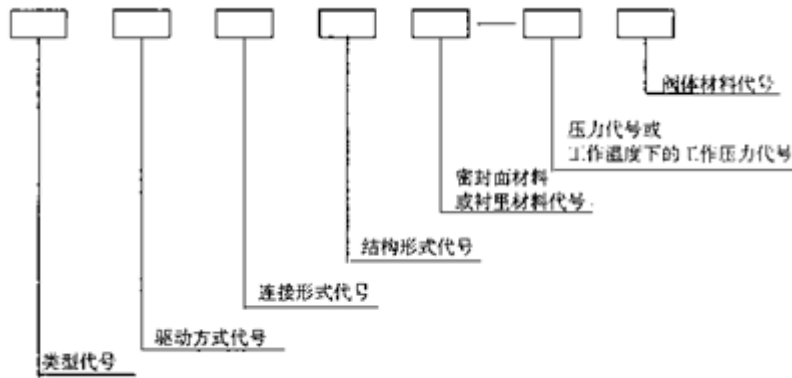 阀体材料代号
压力代号或
工作温度下的工作压力代号
密封面材料
或衬里材料代号
结构形式代号
连接形式代号
驱动方式代号
类型代号